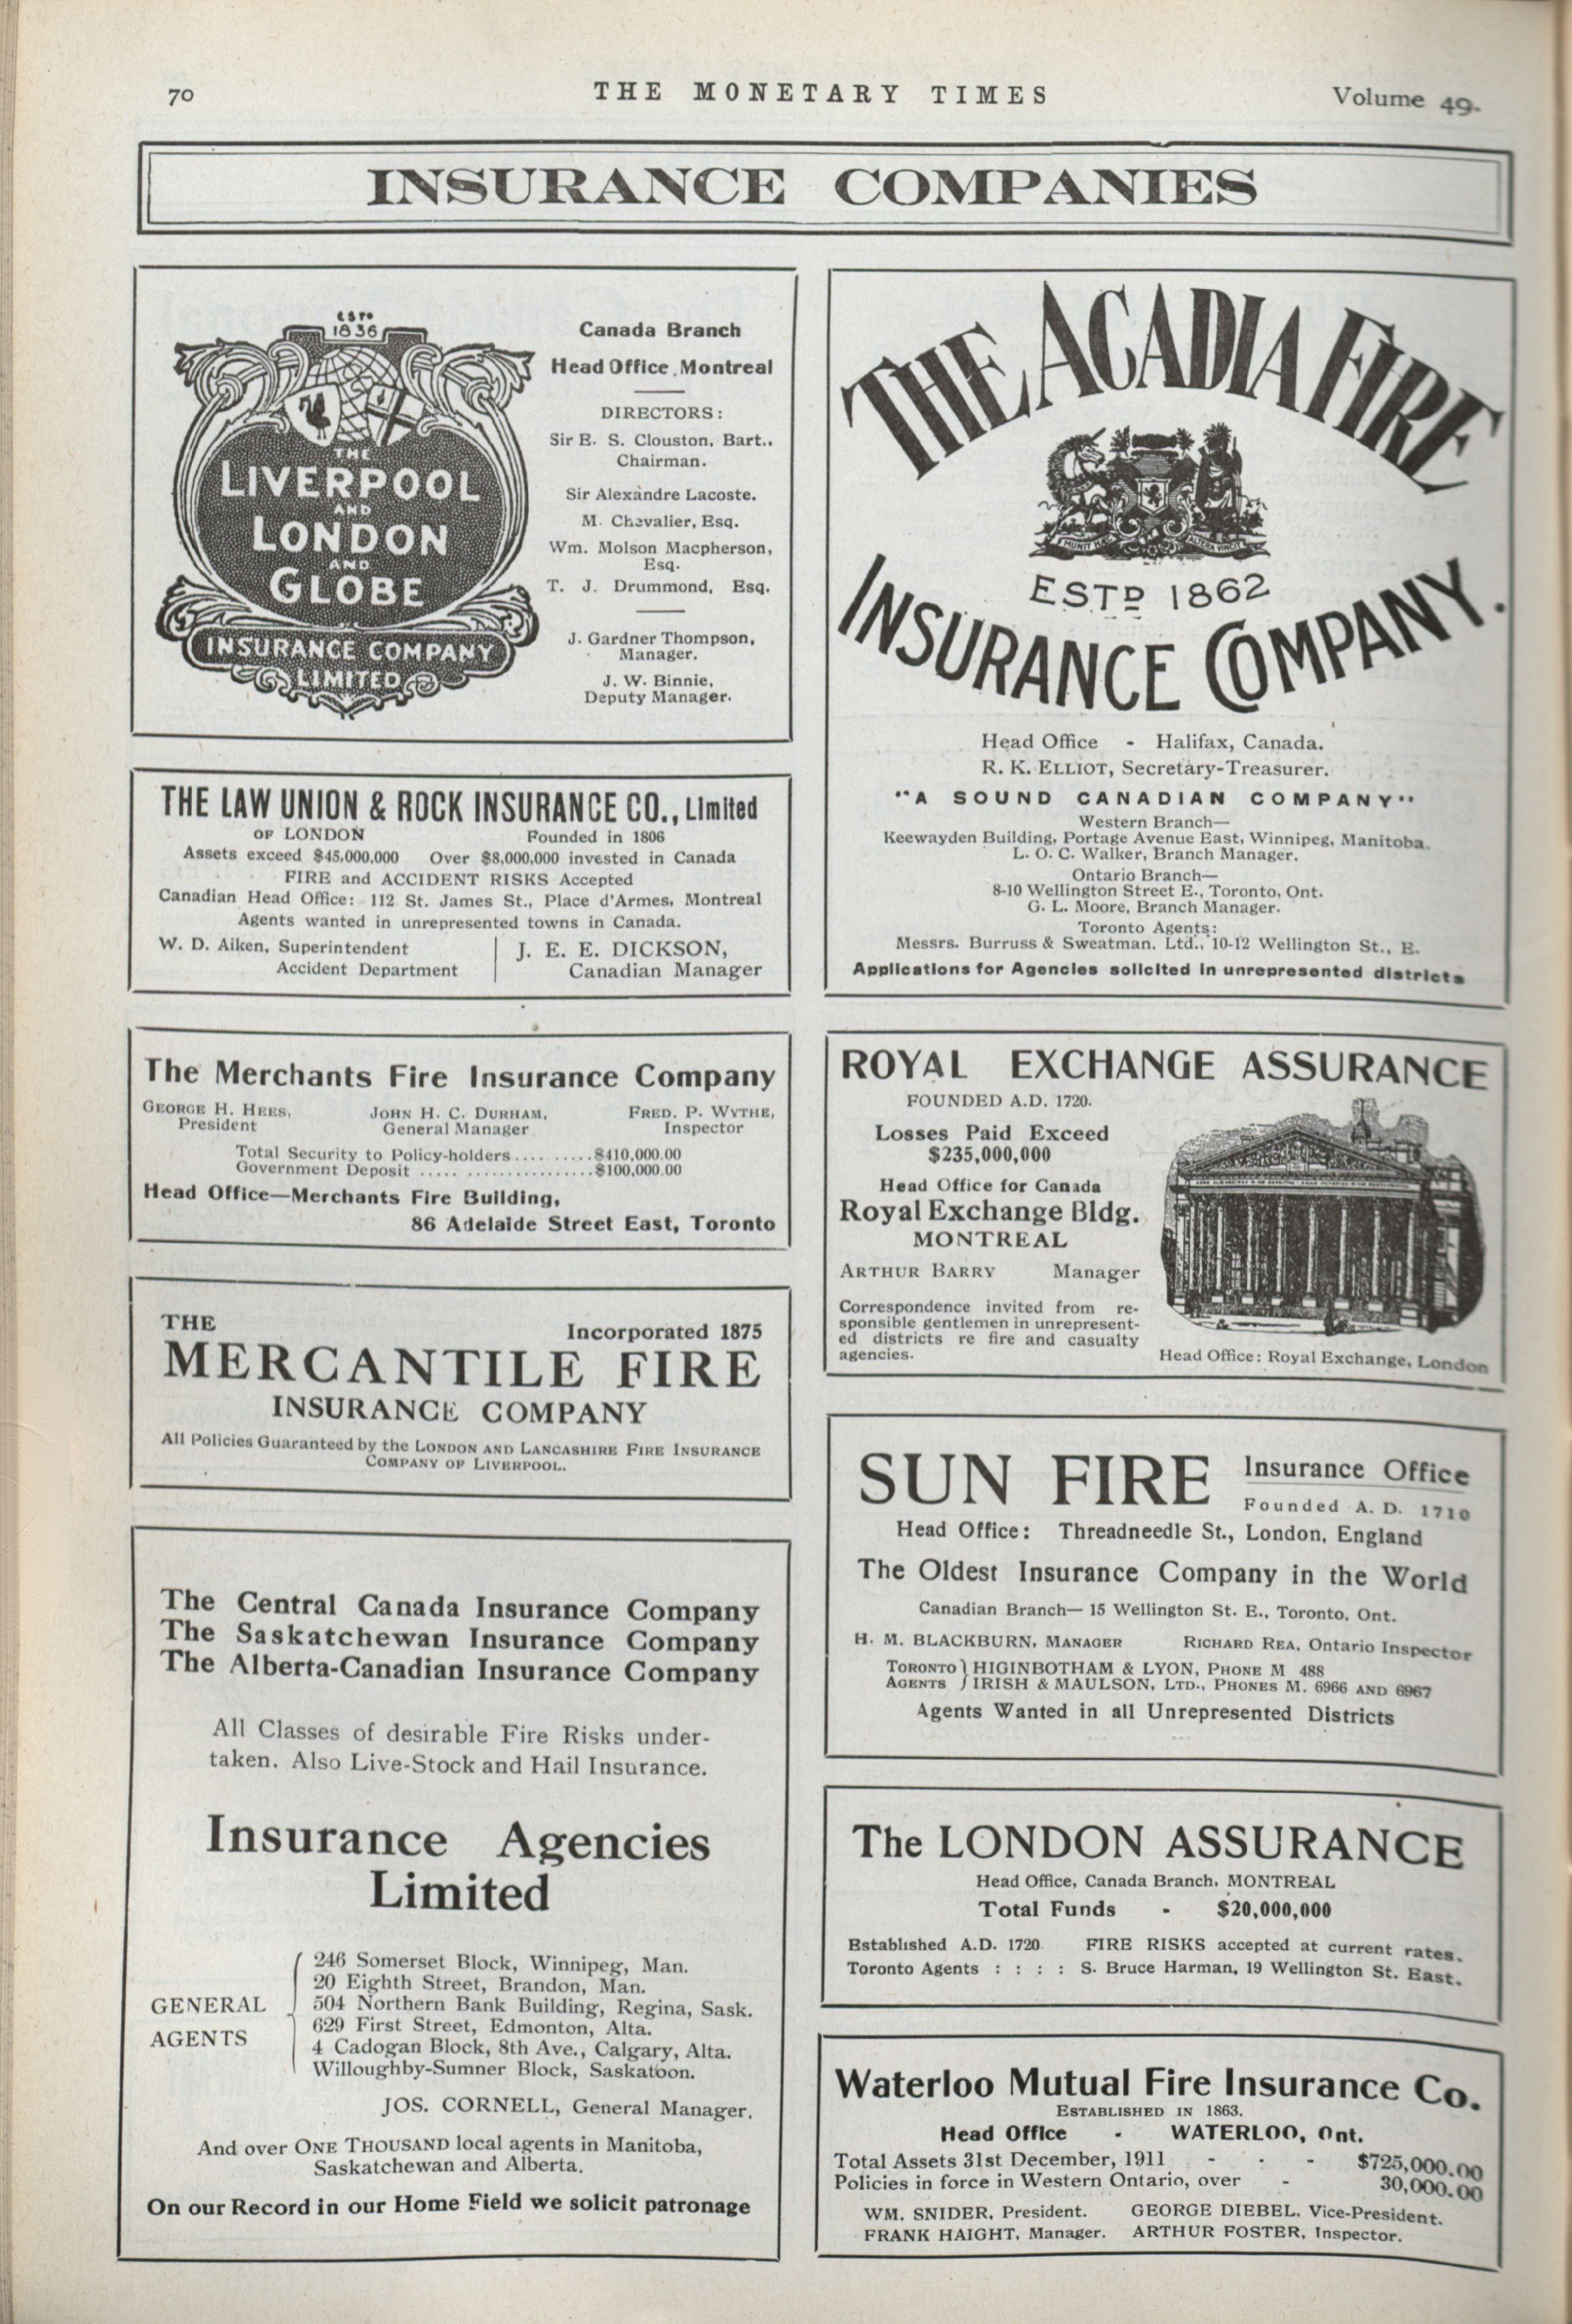 70
THE MONETARY TIMES
Volume 49.
INSURANCE COMPANIES
ESTD
1836
THE
LIVERPOOL
AND
LONDON
AND
GLOBE
INSURANCE COMPANY
LIMITED
Canada Branch
Head Office, Montreal
DIRECTORS:
Sir E. S. Clouston, Bart.,
Chairman.
Sir Alexandre Lacoste.
M. Chevalier, Esq.
Wm. Molson Macpherson,
Esq.
T. J. Drummond, Esq.
J. Gardner Thompson,
Manager.
J. W. Binnie,
Deputy Manager.
THE LAW UNION & ROCK INSURANCE CO., Limited
OF LONDON Founded in 1806
Assets exceed $45,000,000 Over $8,000,000 invested in Canada
FIRE and ACCIDENT RISKS Accepted
Canadian Head Office: 112 St. James St., Place d'Armes, Montreal
Agents wanted in unrepresented towns in Canada.
W. D. Aiken, Superintendent
Accident Department
J. E. E. DICKSON,
Canadian Manager
The Merchants Fire Insurance Company
GEORGE H. HEES, JOHN H. C. DURHAM, FRED. P. WYTHE,
President General Manager Inspector
Total Security to Policy-holders..........$410,000.00
Government Deposit .....................$100,000.00
Head Office—Merchants Fire Building,
86 Adelaide Street East, Toronto
THE
Incorporated 1875
MERCANTILE FIRE
INSURANCE COMPANY
All Policies Guaranteed by the LONDON AND LANCASHIRE FIRE INSURANCE
COMPANY OF LIVERPOOL.
The Central Canada Insurance Company
The Saskatchewan Insurance Company
The Alberta-Canadian Insurance Company
All Classes of desirable Fire Risks under-
taken. Also Live-Stock and Hail Insurance.
Insurance Agencies
Limited
GENERAL
AGENTS
246 Somerset Block, Winnipeg, Man.
20 Eighth Street, Brandon, Man.
504 Northern Bank Building, Regina, Sask.
629 First Street, Edmonton, Alta.
4 Cadogan Block, 8th Ave., Calgary, Alta.
Willoughby-Sumner Block, Saskatoon.
JOS. CORNELL, General Manager.
And over ONE THOUSAND local agents in Manitoba,
Saskatchewan and Alberta.
On our Record in our Home Field we solicit patronage
THE ACADIA FIRE
MUNIT HÆC ALTERA VINCIT
ESTD 1862
INSURANCE COMPANY.
Head Office - Halifax, Canada.
R. K. ELLIOT, Secretary-Treasurer.
"A SOUND CANADIAN COMPANY"
Western Branch—
Keewayden Building, Portage Avenue East, Winnipeg, Manitoba.
L. O. C. Walker, Branch Manager.
Ontario Branch—
8-10 Wellington Street E., Toronto, Ont.
G. L. Moore, Branch Manager.
Toronto Agents:
Messrs. Burruss & Sweatman, Ltd., 10-12 Wellington St., E.
Applications for Agencies solicited in unrepresented districts
ROYAL EXCHANGE ASSURANCE
FOUNDED A.D. 1720.
Losses Paid Exceed
$235,000,000
Head Office for Canada
Royal Exchange Bldg.
MONTREAL
ARTHUR BARRY Manager
Correspondence invited from re-
sponsible gentlemen in unrepresent-
ed districts re fire and casualty
agencies.
Head Office: Royal Exchange, London
SUN FIRE
Insurance Office
Founded A. D. 1710
Head Office: Threadneedle St., London, England
The Oldest Insurance Company in the World
Canadian Branch— 15 Wellington St. E., Toronto, Ont.
H. M. BLACKBURN, MANAGER RICHARD REA, Ontario Inspector
TORONTO } HIGINBOTHAM & LYON, PHONE M 488
AGENTS } IRISH & MAULSON, LTD., PHONES M. 6966 AND 6967
Agents Wanted in all Unrepresented Districts
The LONDON ASSURANCE
Head Office, Canada Branch, MONTREAL
Total Funds - $20,000,000
Established A.D. 1720. FIRE RISKS accepted at current rates.
Toronto Agents : : : : S. Bruce Harman, 19 Wellington St. East.
Waterloo Mutual Fire Insurance Co.
ESTABLISHED IN 1863.
Head Office - WATERLOO, Ont.
Total Assets 31st December, 1911 - - - $725,000.00
Policies in force in Western Ontario, over - 30,000.00
WM. SNIDER, President. GEORGE DIEBEL, Vice-President.
FRANK HAIGHT, Manager. ARTHUR FOSTER, Inspector.